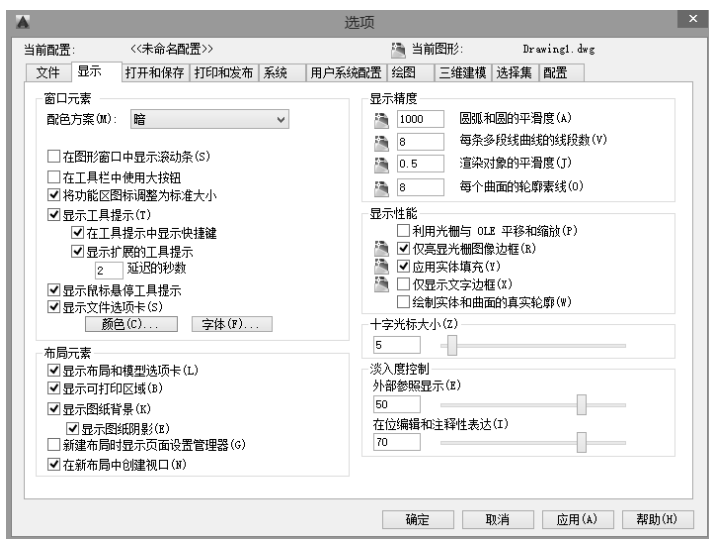 选项
当前配置: <<未命名配置>> 当前图形: Drawing1.dwg
文件 显示 打开和保存 打印和发布 系统 用户系统配置 绘图 三维建模 选择集 配置
窗口元素
配色方案(M): 暗
在图形窗口中显示滚动条(S)
在工具栏中使用大按钮
将功能区图标调整为标准大小
显示工具提示(T)
在工具提示中显示快捷键
显示扩展的工具提示
2 延迟的秒数
显示鼠标悬停工具提示
显示文件选项卡(S)
颜色(C)... 字体(F)...
布局元素
显示布局和模型选项卡(L)
显示可打印区域(B)
显示图纸背景(K)
显示图纸阴影(E)
新建布局时显示页面设置管理器(G)
在新布局中创建视口(N)
显示精度
1000 圆弧和圆的平滑度(A)
8 每条多段线曲线的线段数(V)
0.5 渲染对象的平滑度(J)
8 每个曲面的轮廓素线(O)
显示性能
利用光栅与 OLE 平移和缩放(P)
仅亮显光栅图像边框(R)
应用实体填充(Y)
仅显示文字边框(X)
绘制实体和曲面的真实轮廓(W)
十字光标大小(Z)
5
淡入度控制
外部参照显示(E)
50
在位编辑和注释性表达(I)
70
确定 取消 应用(A) 帮助(H)